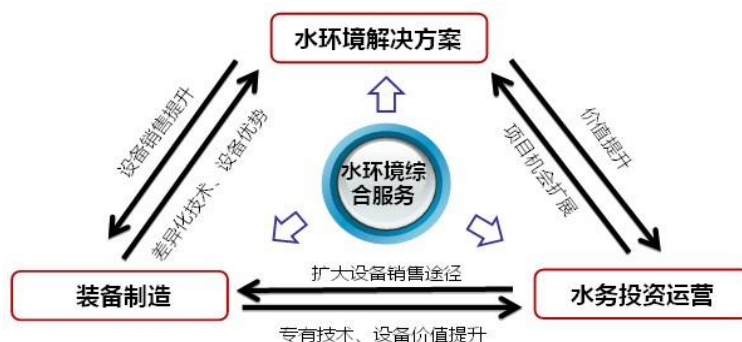 水环境解决方案
设备销售提升
差异化技术、设备优势
价值提升
项目机会扩展
水环境综
合服务
装备制造
扩大设备销售途径
专有技术、设备价值提升
水务投资运营